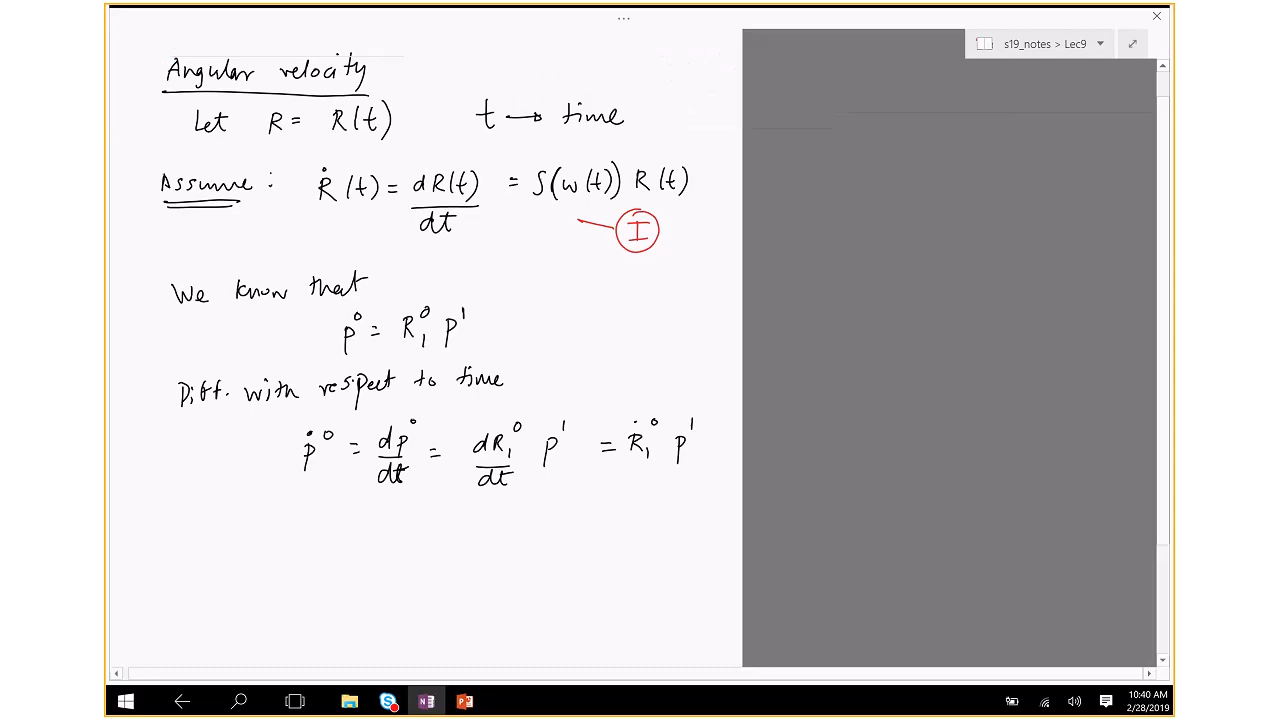 s19_notes > Lec9
Angular velocity
Let R = R(t) t → time
Assume : Ṙ(t) = dR(t)/dt = S(ω(t)) R(t)
I
We know that
p⁰ = R₁⁰ p¹
Diff. with respect to time
ṗ⁰ = dp⁰/dt = dR₁⁰/dt p¹ = Ṙ₁⁰ p¹
10:40 AM
2/28/2019